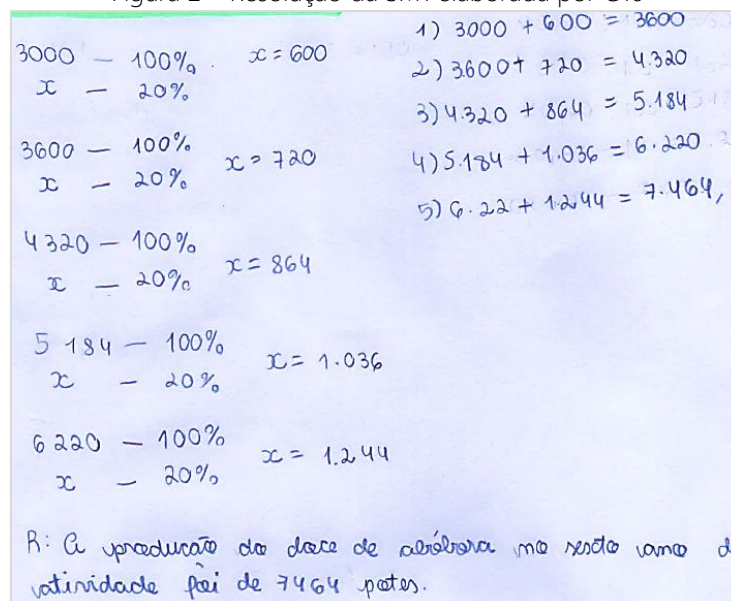 3000 — 100% x = 600
x — 20%
3600 — 100% x = 720
x — 20%
4320 — 100% x = 864
x — 20%
5 184 — 100% x = 1.036
x — 20%
6 220 — 100% x = 1.244
x — 20%
1) 3000 + 600 = 3600
2) 3.600 + 720 = 4.320
3) 4.320 + 864 = 5.184
4) 5.184 + 1.036 = 6.220
5) 6.22 + 1.244 = 7.464,
R: A produção do doce de abóbora no sexto ano d
atividade foi de 7464 potes.